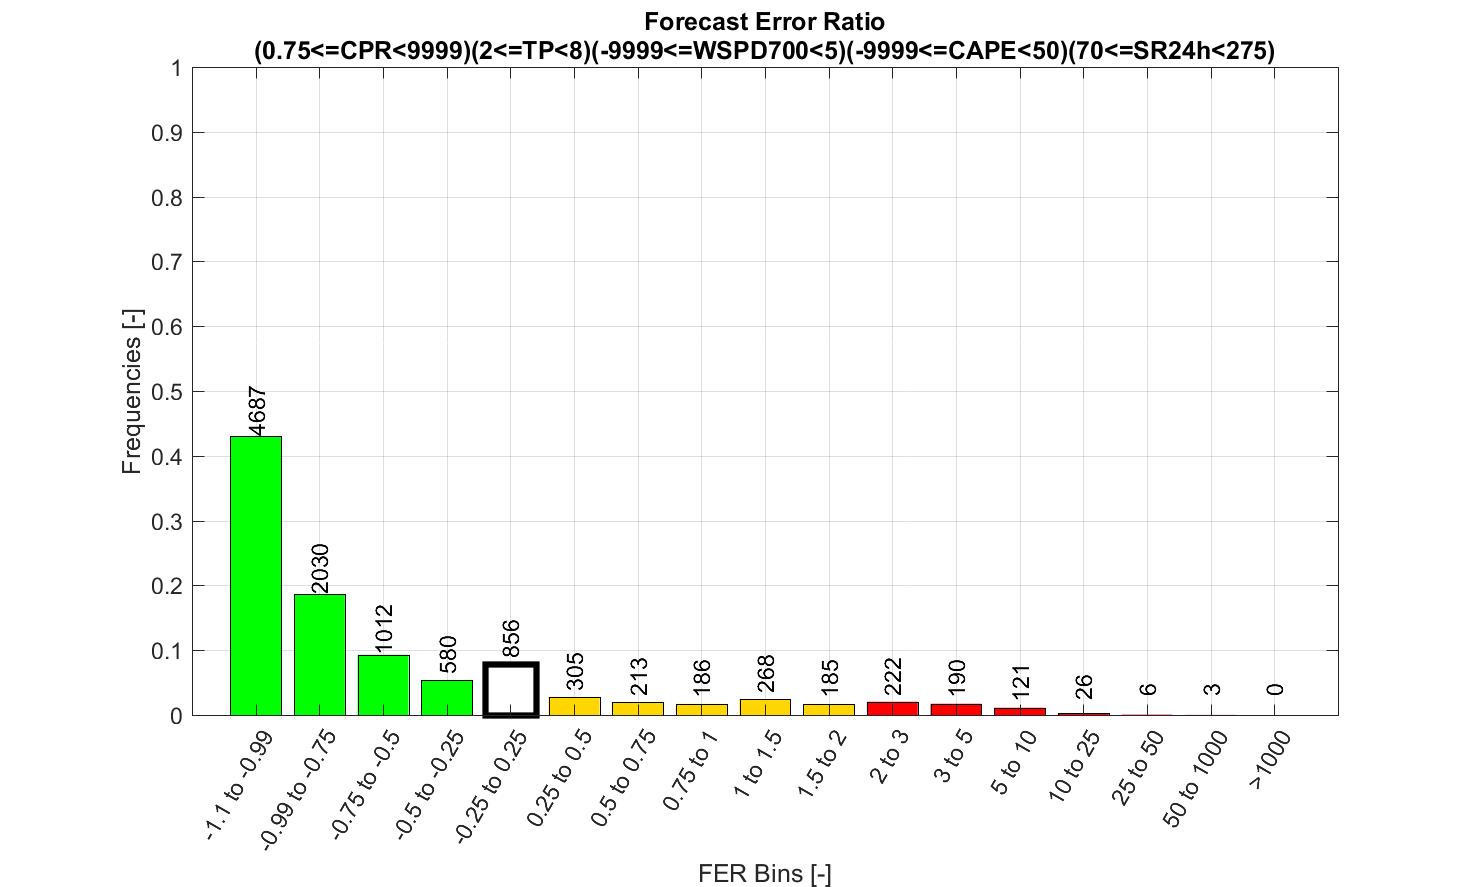 Forecast Error Ratio
(0.75<=CPR<9999)(2<=TP<8)(-9999<=WSPD700<5)(-9999<=CAPE<50)(70<=SR24h<275)
Frequencies [-]
1
0.9
0.8
0.7
0.6
0.5
0.4
0.3
0.2
0.1
0
4687
2030
1012
580
856
305
213
186
268
185
222
190
121
26
6
3
0
-1.1 to -0.99
-0.99 to -0.75
-0.75 to -0.5
-0.5 to -0.25
-0.25 to 0.25
0.25 to 0.5
0.5 to 0.75
0.75 to 1
1 to 1.5
1.5 to 2
2 to 3
3 to 5
5 to 10
10 to 25
25 to 50
50 to 1000
>1000
FER Bins [-]